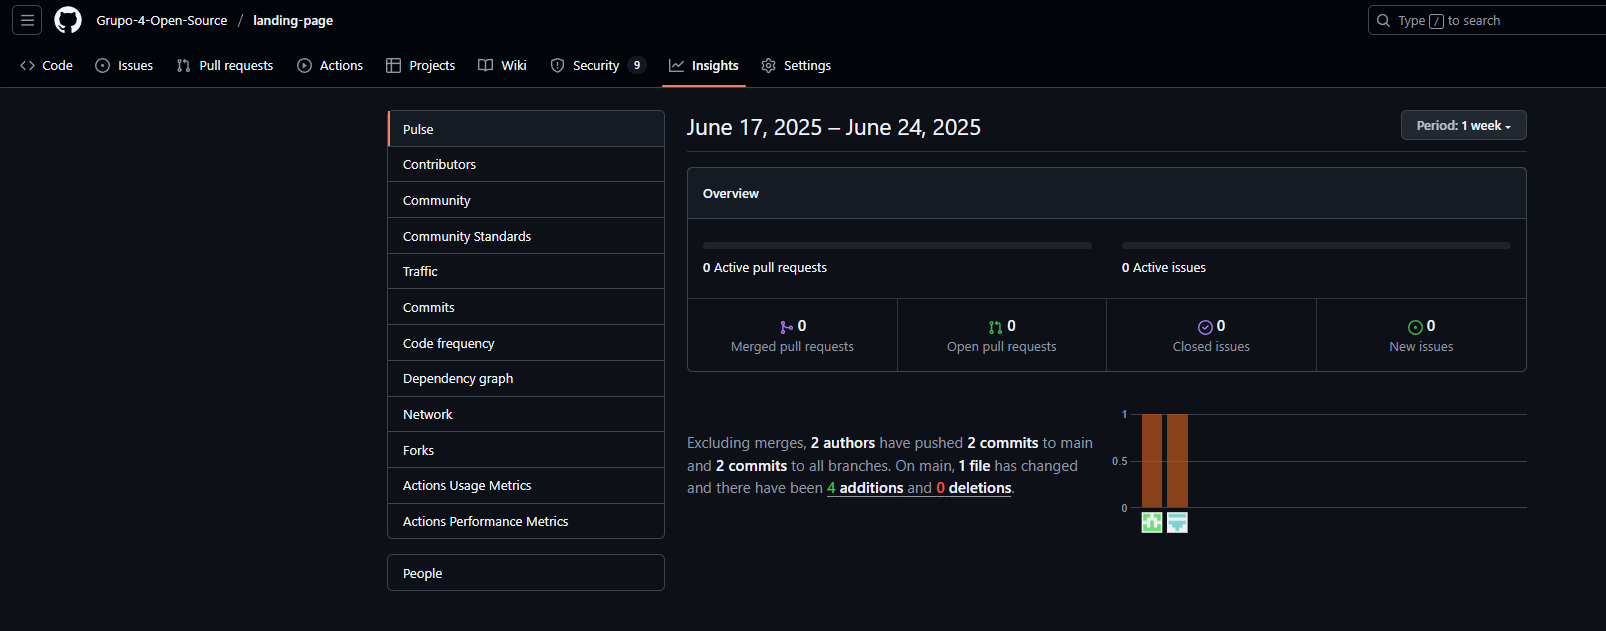 Grupo-4-Open-Source / landing-page
Type / to search
Code Issues Pull requests Actions Projects Wiki Security 9 Insights Settings
Pulse
Contributors
Community
Community Standards
Traffic
Commits
Code frequency
Dependency graph
Network
Forks
Actions Usage Metrics
Actions Performance Metrics
People
June 17, 2025 – June 24, 2025
Period: 1 week
Overview
0 Active pull requests
0 Active issues
0
Merged pull requests
0
Open pull requests
0
Closed issues
0
New issues
Excluding merges, 2 authors have pushed 2 commits to main
and 2 commits to all branches. On main, 1 file has changed
and there have been 4 additions and 0 deletions.
1
0.5
0